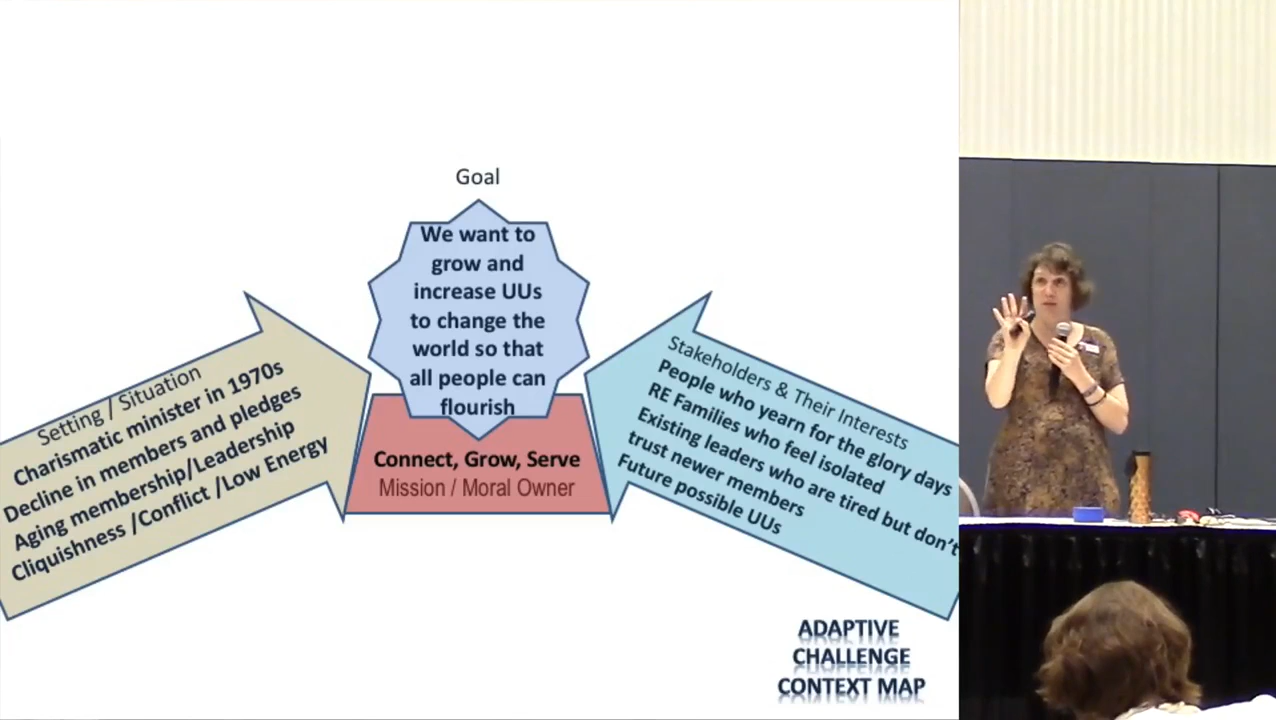 Goal
We want to
grow and
increase UUs
to change the
world so that
all people can
flourish
Connect, Grow, Serve
Mission / Moral Owner
Setting / Situation
Charismatic minister in 1970s
Decline in members and pledges
Aging membership/Leadership
Cliquishness /Conflict /Low Energy
Stakeholders & Their Interests
People who yearn for the glory days
RE Families who feel isolated
Existing leaders who are tired but don't
trust newer members
Future possible UUs
ADAPTIVE
CHALLENGE
CONTEXT MAP